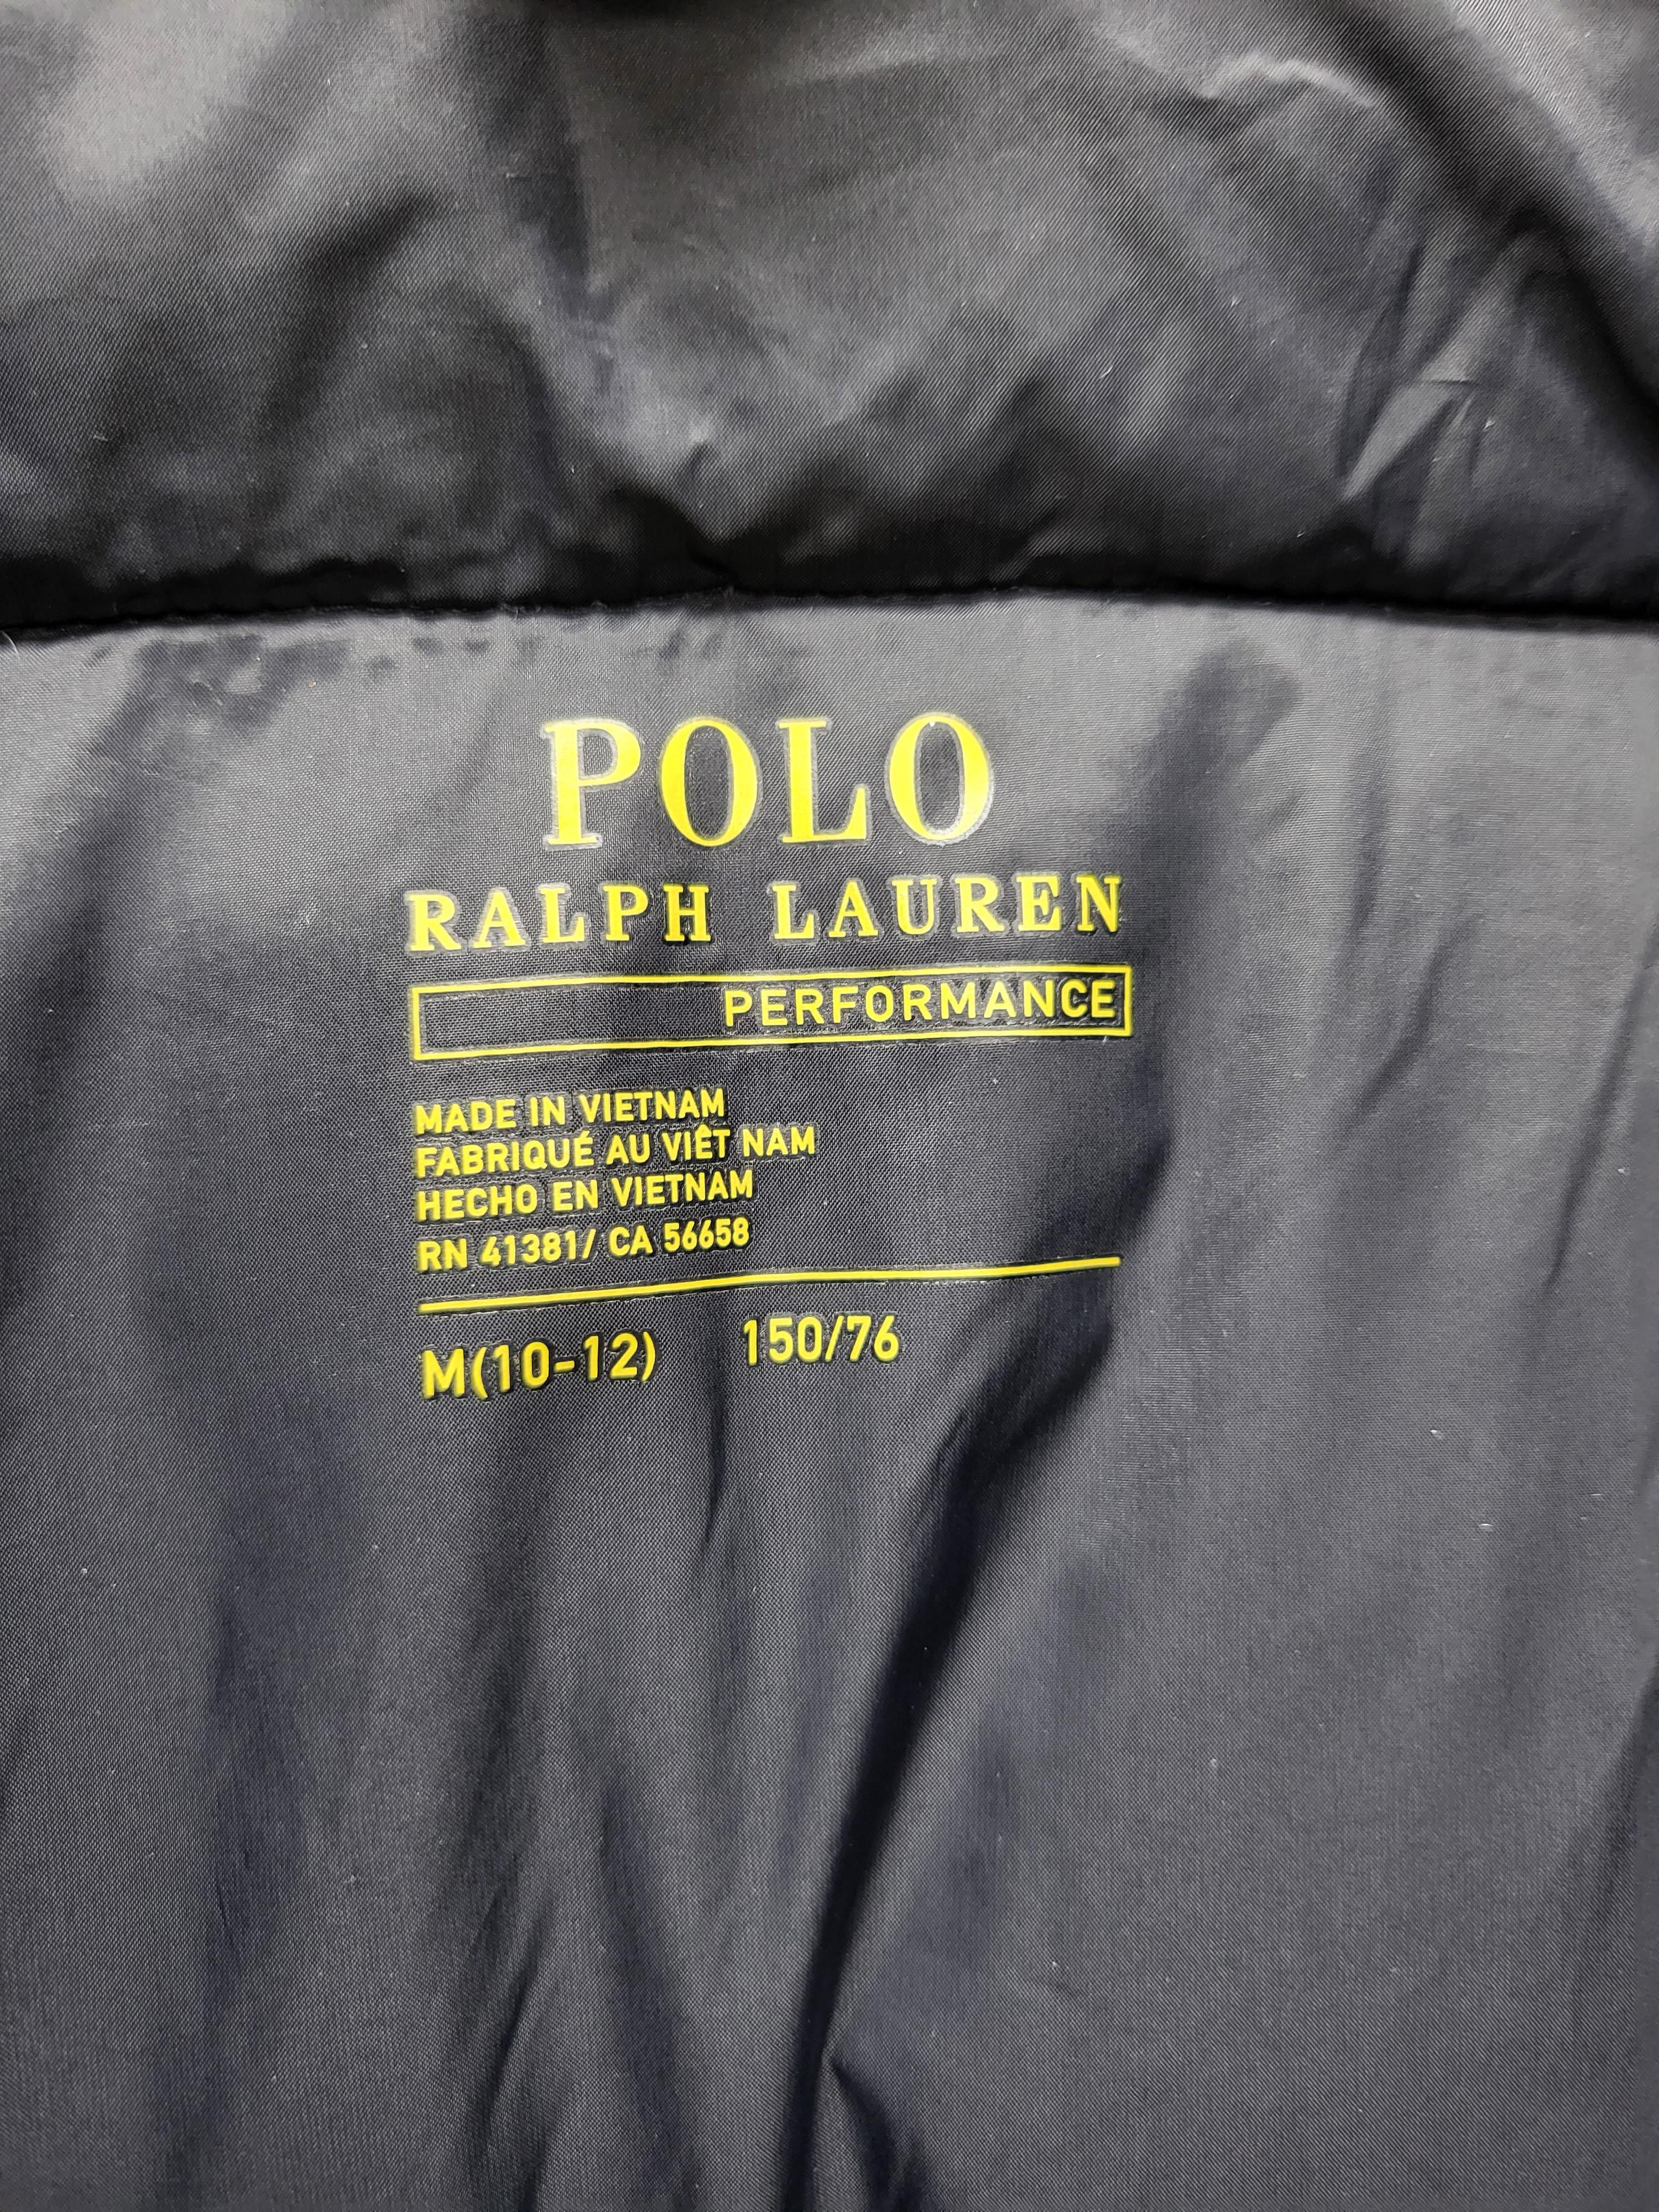 POLO
RALPH LAUREN
PERFORMANCE
MADE IN VIETNAM
FABRIQUÉ AU VIÊT NAM
HECHO EN VIETNAM
RN 41381/ CA 56658
M(10-12) 150/76